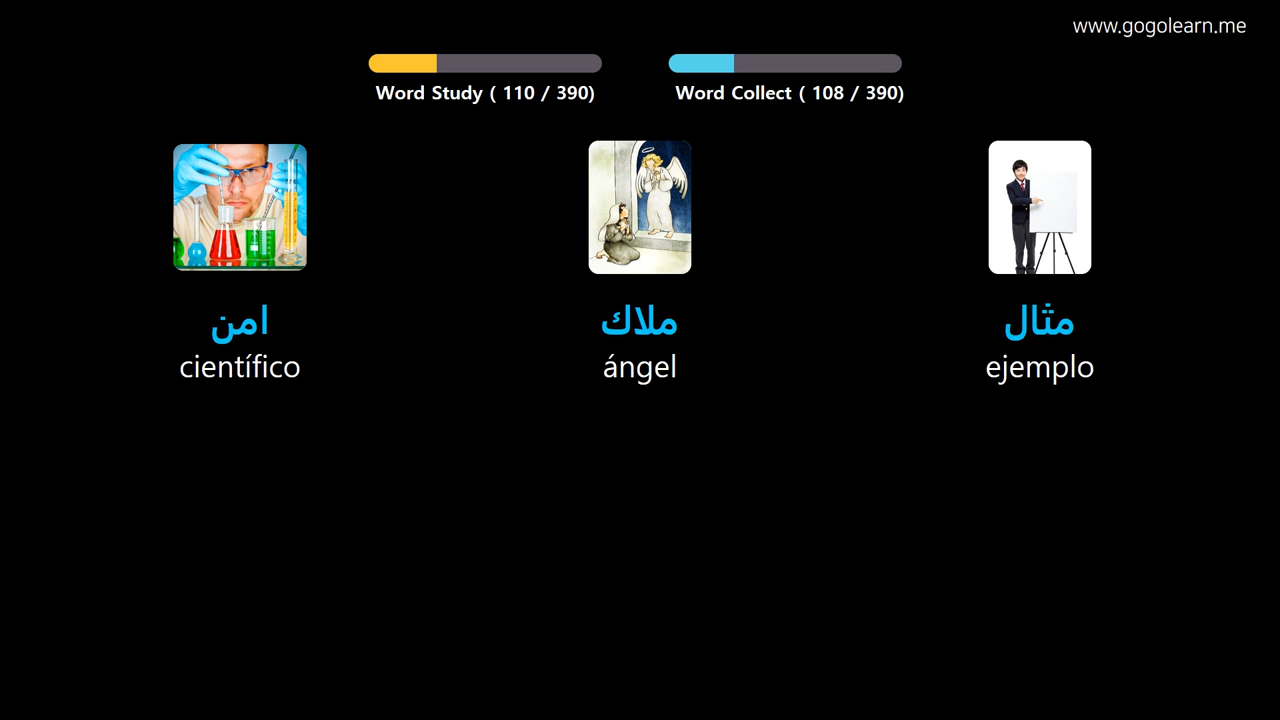 www.gogolearn.me
Word Study ( 110 / 390)
Word Collect ( 108 / 390)
امن
científico
ملاك
ángel
مثال
ejemplo